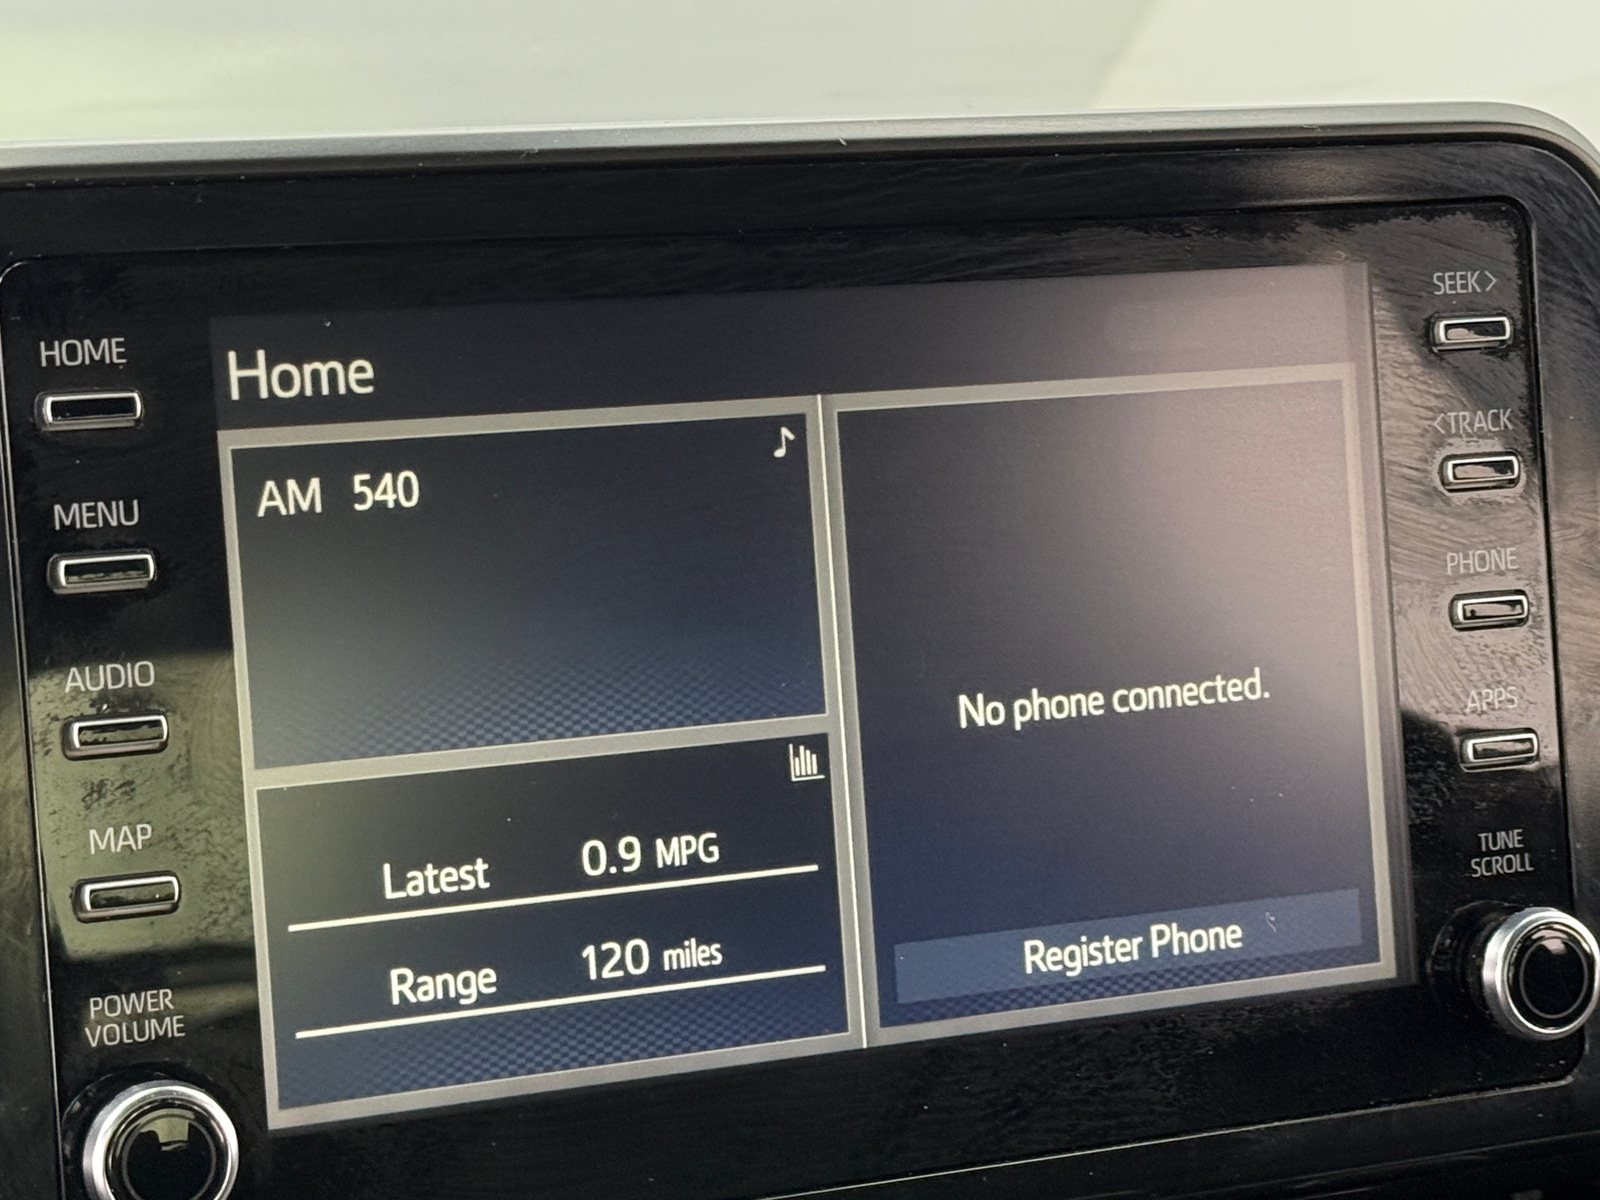 HOME
MENU
AUDIO
MAP
POWER
VOLUME
Home
AM 540
Latest 0.9 MPG
Range 120 miles
No phone connected.
Register Phone
SEEK>
<TRACK
PHONE
APPS
TUNE
SCROLL